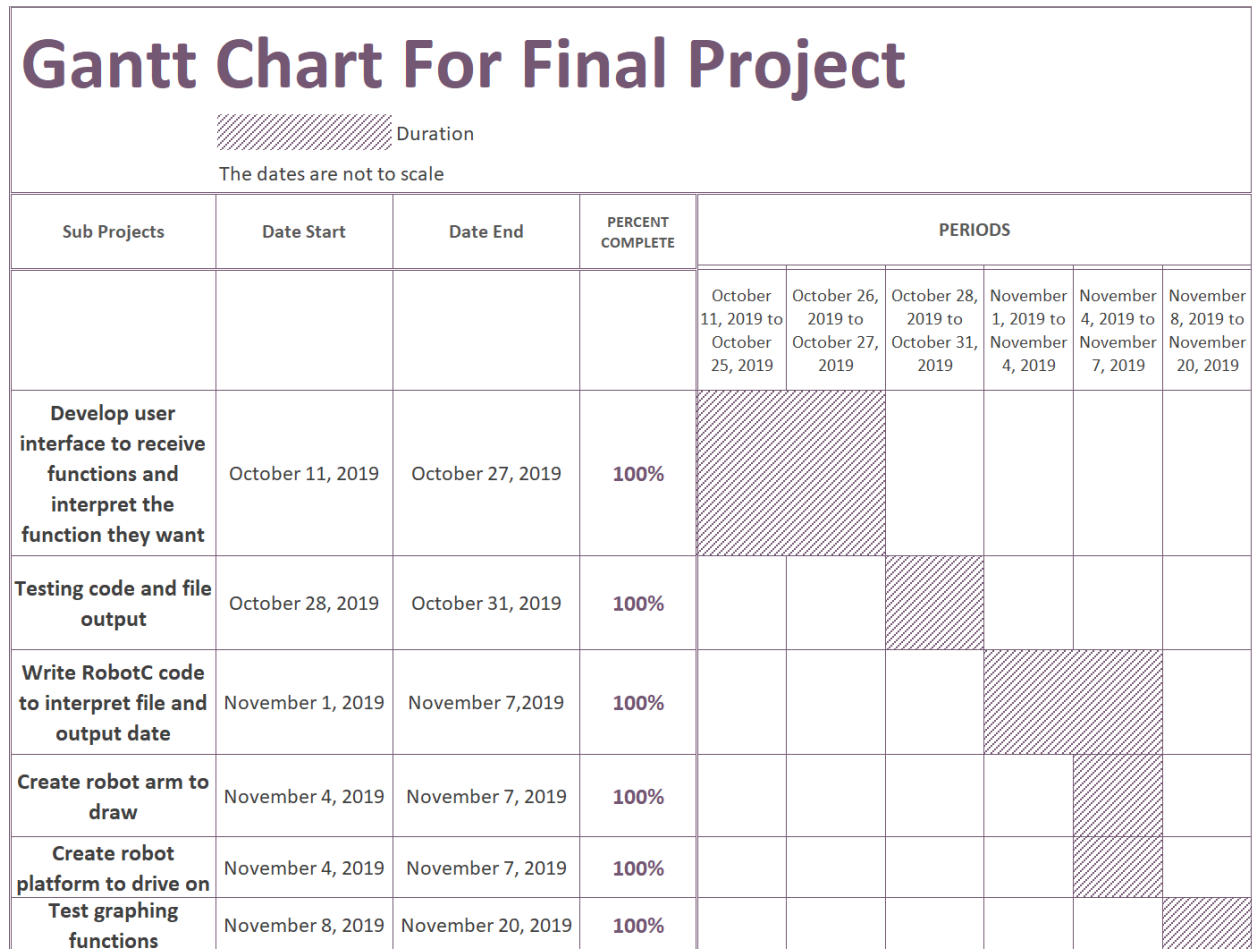 Gantt Chart For Final Project
Duration
The dates are not to scale
Sub Projects Date Start Date End PERCENT COMPLETE PERIODS
October 11, 2019 to October 25, 2019
October 26, 2019 to October 27, 2019
October 28, 2019 to October 31, 2019
November 1, 2019 to November 4, 2019
November 4, 2019 to November 7, 2019
November 8, 2019 to November 20, 2019
Develop user
interface to receive
functions and
interpret the
function they want
October 11, 2019 October 27, 2019 100%
Testing code and file
output
October 28, 2019 October 31, 2019 100%
Write RobotC code
to interpret file and
output date
November 1, 2019 November 7,2019 100%
Create robot arm to
draw
November 4, 2019 November 7, 2019 100%
Create robot
platform to drive on
November 4, 2019 November 7, 2019 100%
Test graphing
functions
November 8, 2019 November 20, 2019 100%